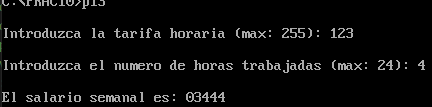 C:\PRAC10>p13
Introduzca la tarifa horaria (max: 255): 123
Introduzca el numero de horas trabajadas (max: 24): 4
El salario semanal es: 03444